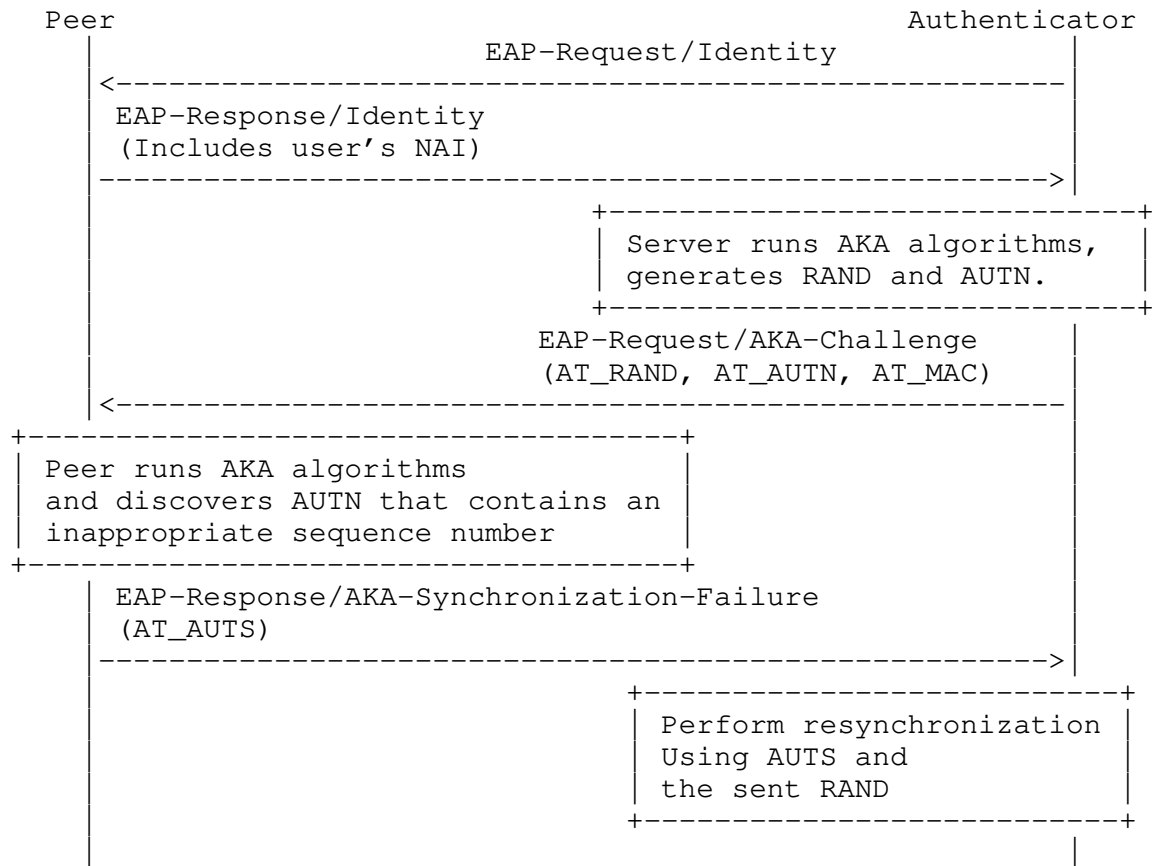 Peer Authenticator
EAP-Request/Identity
EAP-Response/Identity
(Includes user's NAI)
Server runs AKA algorithms,
generates RAND and AUTN.
EAP-Request/AKA-Challenge
(AT_RAND, AT_AUTN, AT_MAC)
Peer runs AKA algorithms
and discovers AUTN that contains an
inappropriate sequence number
EAP-Response/AKA-Synchronization-Failure
(AT_AUTS)
Perform resynchronization
Using AUTS and
the sent RAND